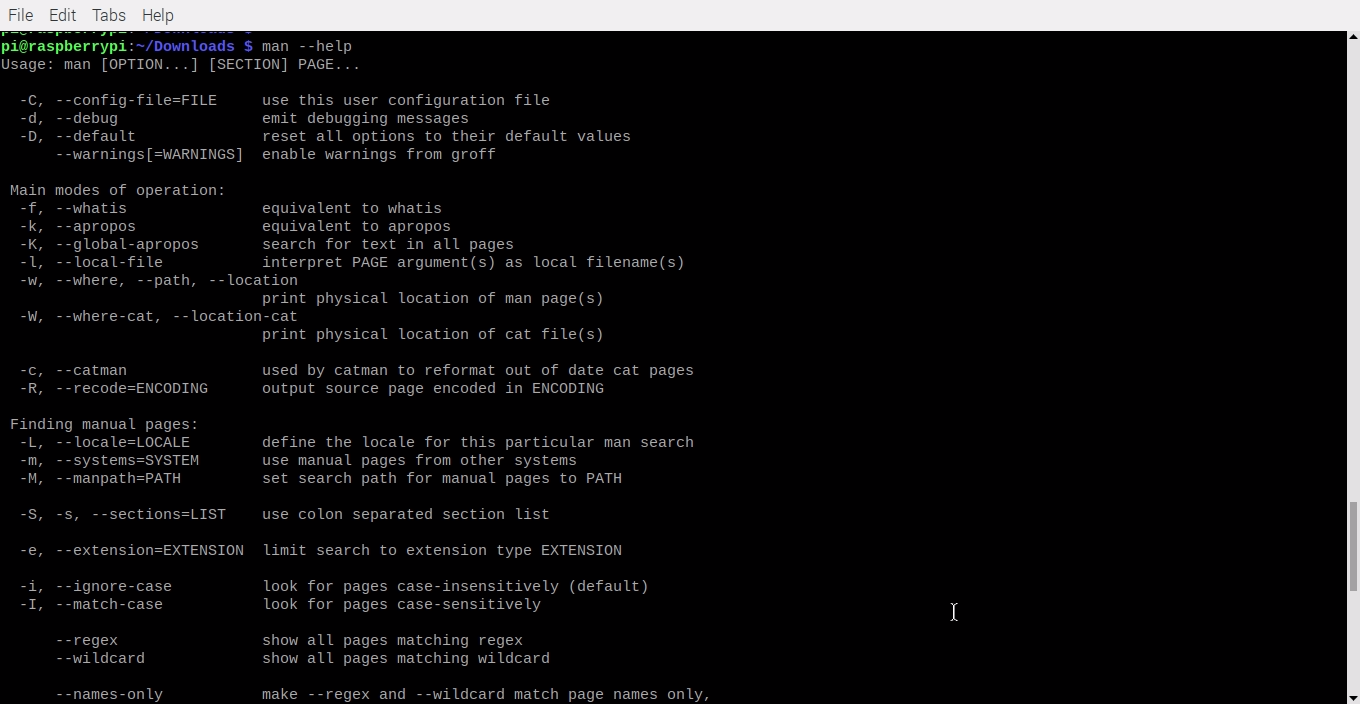 File Edit Tabs Help
pi@raspberrypi:~/Downloads $
pi@raspberrypi:~/Downloads $ man --help
Usage: man [OPTION...] [SECTION] PAGE...
-C, --config-file=FILE     use this user configuration file
-d, --debug                emit debugging messages
-D, --default              reset all options to their default values
    --warnings[=WARNINGS]  enable warnings from groff
Main modes of operation:
-f, --whatis               equivalent to whatis
-k, --apropos              equivalent to apropos
-K, --global-apropos       search for text in all pages
-l, --local-file           interpret PAGE argument(s) as local filename(s)
-w, --where, --path, --location
                           print physical location of man page(s)
-W, --where-cat, --location-cat
                           print physical location of cat file(s)
-c, --catman               used by catman to reformat out of date cat pages
-R, --recode=ENCODING      output source page encoded in ENCODING
Finding manual pages:
-L, --locale=LOCALE        define the locale for this particular man search
-m, --systems=SYSTEM       use manual pages from other systems
-M, --manpath=PATH         set search path for manual pages to PATH
-S, -s, --sections=LIST    use colon separated section list
-e, --extension=EXTENSION  limit search to extension type EXTENSION
-i, --ignore-case          look for pages case-insensitively (default)
-I, --match-case           look for pages case-sensitively
    --regex                show all pages matching regex
    --wildcard             show all pages matching wildcard
    --names-only           make --regex and --wildcard match page names only,